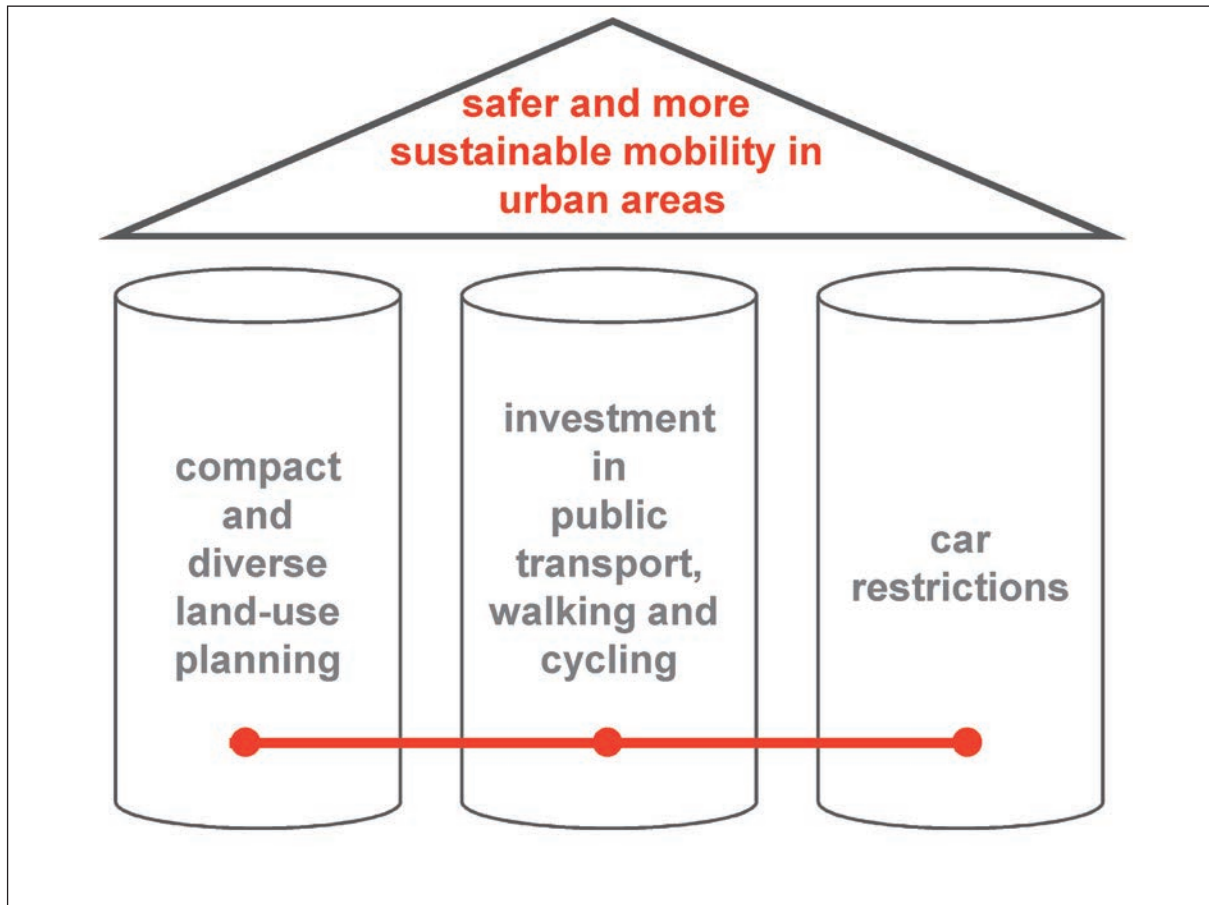 safer and more
sustainable mobility in
urban areas
compact
and
diverse
land-use
planning
investment
in
public
transport,
walking and
cycling
car
restrictions